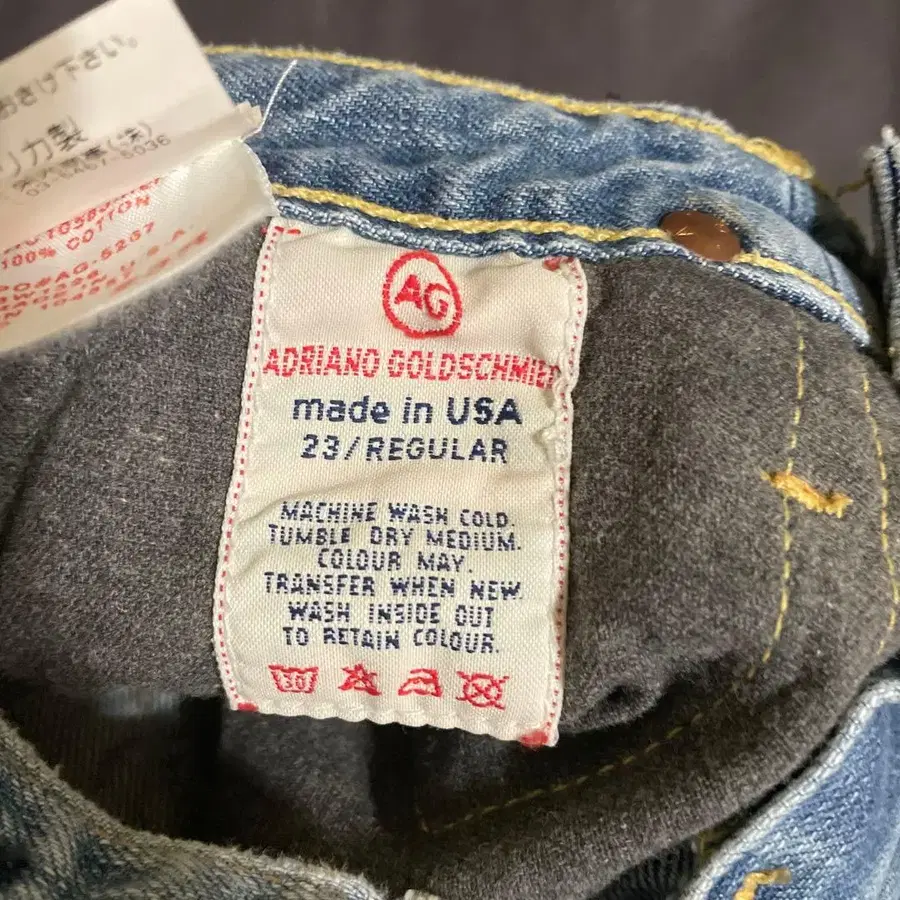 おさけ下さい。
リカ製
100% COTTON
AG
ADRIANO GOLDSCHMIED
made in USA
23/REGULAR
MACHINE WASH COLD.
TUMBLE DRY MEDIUM.
COLOUR MAY.
TRANSFER WHEN NEW.
WASH INSIDE OUT
TO RETAIN COLOUR.
30